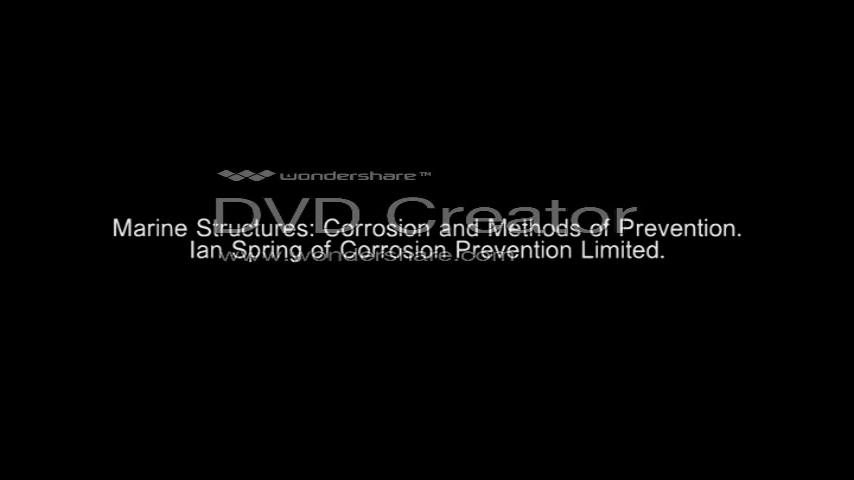 wondershare™
DVD Creator
Marine Structures: Corrosion and Methods of Prevention.
Ian Spring of Corrosion Prevention Limited.
www.wondershare.com